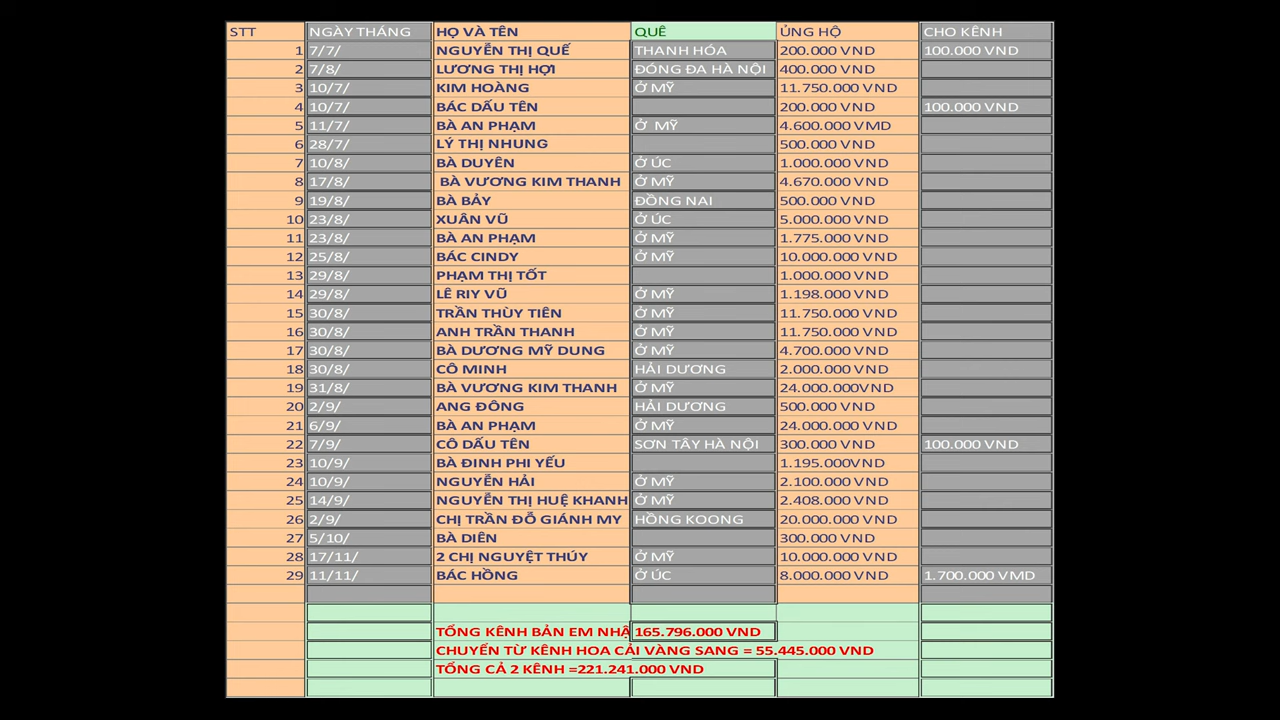 STT NGÀY THÁNG HỌ VÀ TÊN QUÊ ỦNG HỘ CHO KÊNH
1 7/7/ NGUYỄN THỊ QUẾ THANH HÓA 200.000 VND 100.000 VND
2 7/8/ LƯƠNG THỊ HỢI ĐÓNG ĐA HÀ NỘI 400.000 VND
3 10/7/ KIM HOÀNG Ở MỸ 11.750.000 VND
4 10/7/ BÁC DẤU TÊN 200.000 VND 100.000 VND
5 11/7/ BÀ AN PHẠM Ở MỸ 4.600.000 VMD
6 28/7/ LÝ THỊ NHUNG 500.000 VND
7 10/8/ BÀ DUYÊN Ở ÚC 1.000.000 VND
8 17/8/ BÀ VƯƠNG KIM THANH Ở MỸ 4.670.000 VND
9 19/8/ BÀ BẢY ĐỒNG NAI 500.000 VND
10 23/8/ XUÂN VŨ Ở ÚC 5.000.000 VND
11 23/8/ BÀ AN PHẠM Ở MỸ 1.775.000 VND
12 25/8/ BÁC CINDY Ở MỸ 10.000.000 VND
13 29/8/ PHẠM THỊ TỐT 1.000.000 VND
14 29/8/ LÊ RIY VŨ Ở MỸ 1.198.000 VND
15 30/8/ TRẦN THÙY TIÊN Ở MỸ 11.750.000 VND
16 30/8/ ANH TRẦN THANH Ở MỸ 11.750.000 VND
17 30/8/ BÀ DƯƠNG MỸ DUNG Ở MỸ 4.700.000 VND
18 30/8/ CÔ MINH HẢI DƯƠNG 2.000.000 VND
19 31/8/ BÀ VƯƠNG KIM THANH Ở MỸ 24.000.000VND
20 2/9/ ANG ĐÔNG HẢI DƯƠNG 500.000 VND
21 6/9/ BÀ AN PHẠM Ở MỸ 24.000.000 VND
22 7/9/ CÔ DẤU TÊN SƠN TÂY HÀ NỘI 300.000 VND 100.000 VND
23 10/9/ BÀ ĐINH PHI YẾU 1.195.000VND
24 10/9/ NGUYỄN HẢI Ở MỸ 2.100.000 VND
25 14/9/ NGUYỄN THỊ HUỆ KHANH Ở MỸ 2.408.000 VND
26 2/9/ CHỊ TRẦN ĐỖ GIÁNH MY HỒNG KOONG 20.000.000 VND
27 5/10/ BÀ DIÊN 300.000 VND
28 17/11/ 2 CHỊ NGUYỆT THÚY Ở MỸ 10.000.000 VND
29 11/11/ BÁC HỒNG Ở ÚC 8.000.000 VND 1.700.000 VMD
TỔNG KÊNH BẢN EM NHẬ 165.796.000 VND
CHUYỂN TỪ KÊNH HOA CẢI VÀNG SANG = 55.445.000 VND
TỔNG CẢ 2 KÊNH =221.241.000 VND